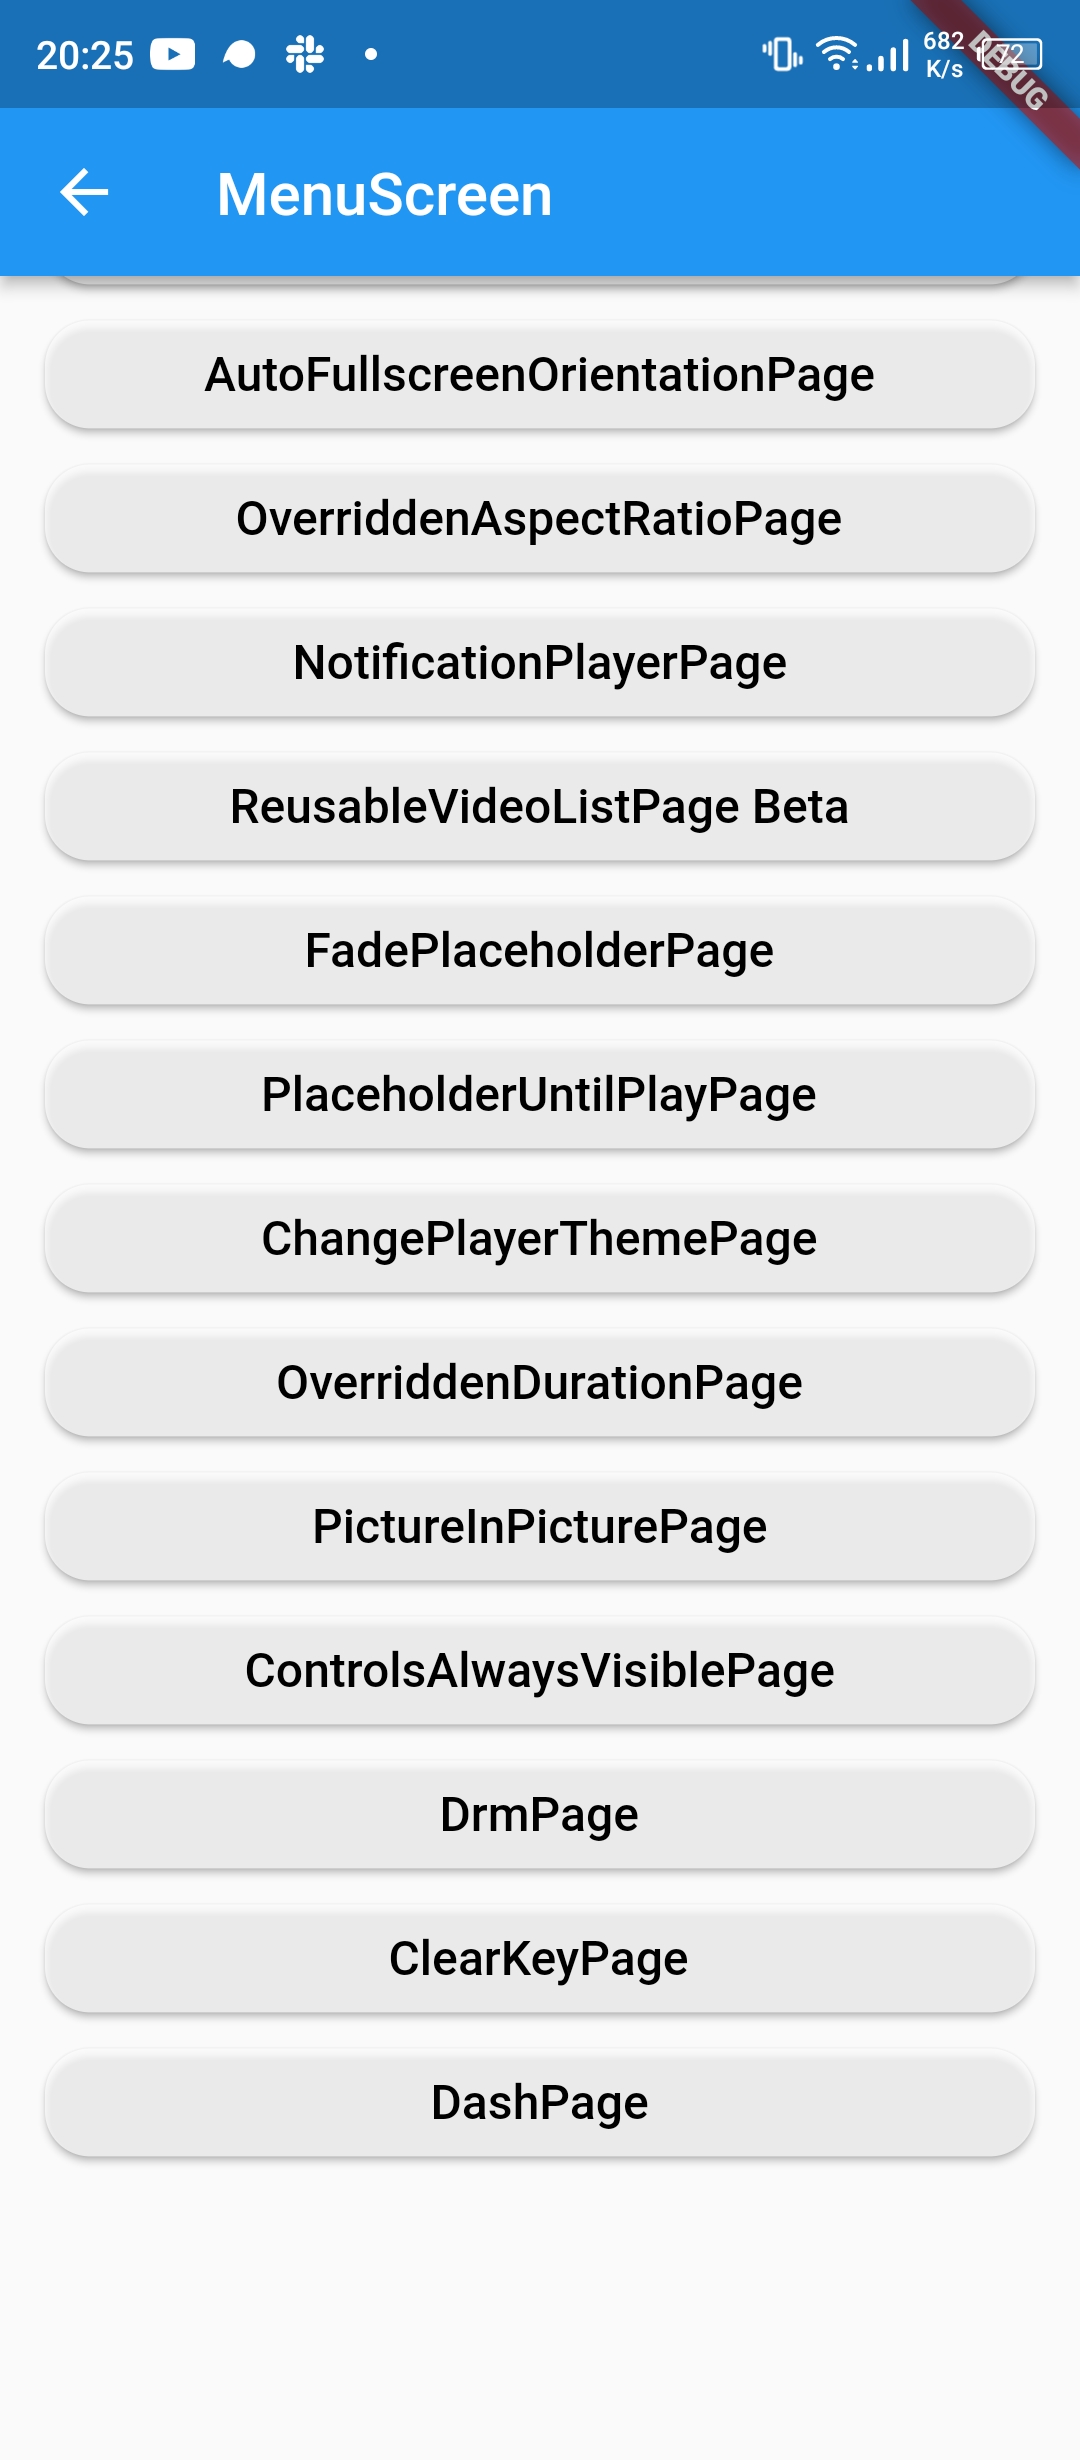 20:25
682
K/s
72
DEBUG
MenuScreen
AutoFullscreenOrientationPage
OverriddenAspectRatioPage
NotificationPlayerPage
ReusableVideoListPage Beta
FadePlaceholderPage
PlaceholderUntilPlayPage
ChangePlayerThemePage
OverriddenDurationPage
PictureInPicturePage
ControlsAlwaysVisiblePage
DrmPage
ClearKeyPage
DashPage